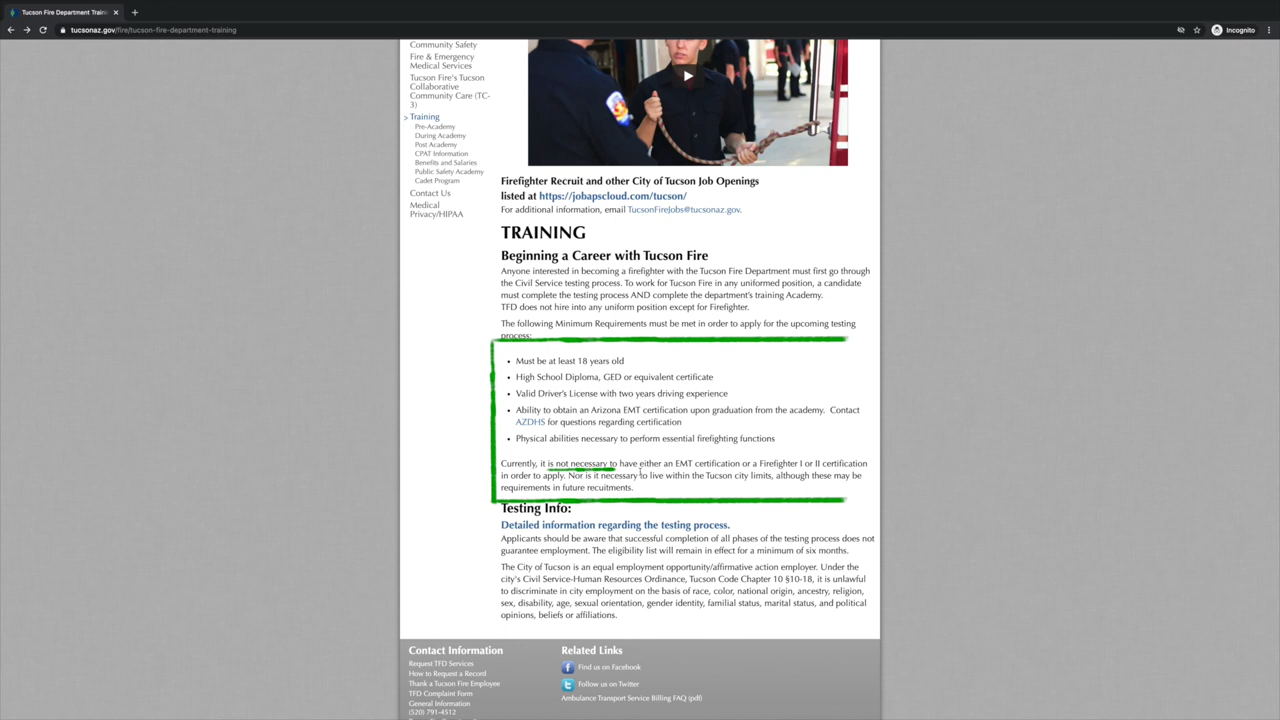 Tucson Fire Department Traini
tucsonaz.gov/fire/tucson-fire-department-training
Incognito
Community Safety
Fire & Emergency
Medical Services
Tucson Fire's Tucson
Collaborative
Community Care (TC-
3)
> Training
Pre-Academy
During Academy
Post Academy
CPAT Information
Benefits and Salaries
Public Safety Academy
Cadet Program
Contact Us
Medical
Privacy/HIPAA
Firefighter Recruit and other City of Tucson Job Openings
listed at https://jobapscloud.com/tucson/
For additional information, email TucsonFireJobs@tucsonaz.gov.
TRAINING
Beginning a Career with Tucson Fire
Anyone interested in becoming a firefighter with the Tucson Fire Department must first go through
the Civil Service testing process. To work for Tucson Fire in any uniformed position, a candidate
must complete the testing process AND complete the department's training Academy.
TFD does not hire into any uniform position except for Firefighter.
The following Minimum Requirements must be met in order to apply for the upcoming testing
process:
• Must be at least 18 years old
• High School Diploma, GED or equivalent certificate
• Valid Driver's License with two years driving experience
• Ability to obtain an Arizona EMT certification upon graduation from the academy. Contact
AZDHS for questions regarding certification
• Physical abilities necessary to perform essential firefighting functions
Currently, it is not necessary to have either an EMT certification or a Firefighter I or II certification
in order to apply. Nor is it necessary to live within the Tucson city limits, although these may be
requirements in future recuitments.
Testing Info:
Detailed information regarding the testing process.
Applicants should be aware that successful completion of all phases of the testing process does not
guarantee employment. The eligibility list will remain in effect for a minimum of six months.
The City of Tucson is an equal employment opportunity/affirmative action employer. Under the
city's Civil Service-Human Resources Ordinance, Tucson Code Chapter 10 §10-18, it is unlawful
to discriminate in city employment on the basis of race, color, national origin, ancestry, religion,
sex, disability, age, sexual orientation, gender identity, familial status, marital status, and political
opinions, beliefs or affiliations.
Contact Information
Request TFD Services
How to Request a Record
Thank a Tucson Fire Employee
TFD Complaint Form
General Information
(520) 791-4512
Related Links
Find us on Facebook
Follow us on Twitter
Ambulance Transport Service Billing FAQ (pdf)